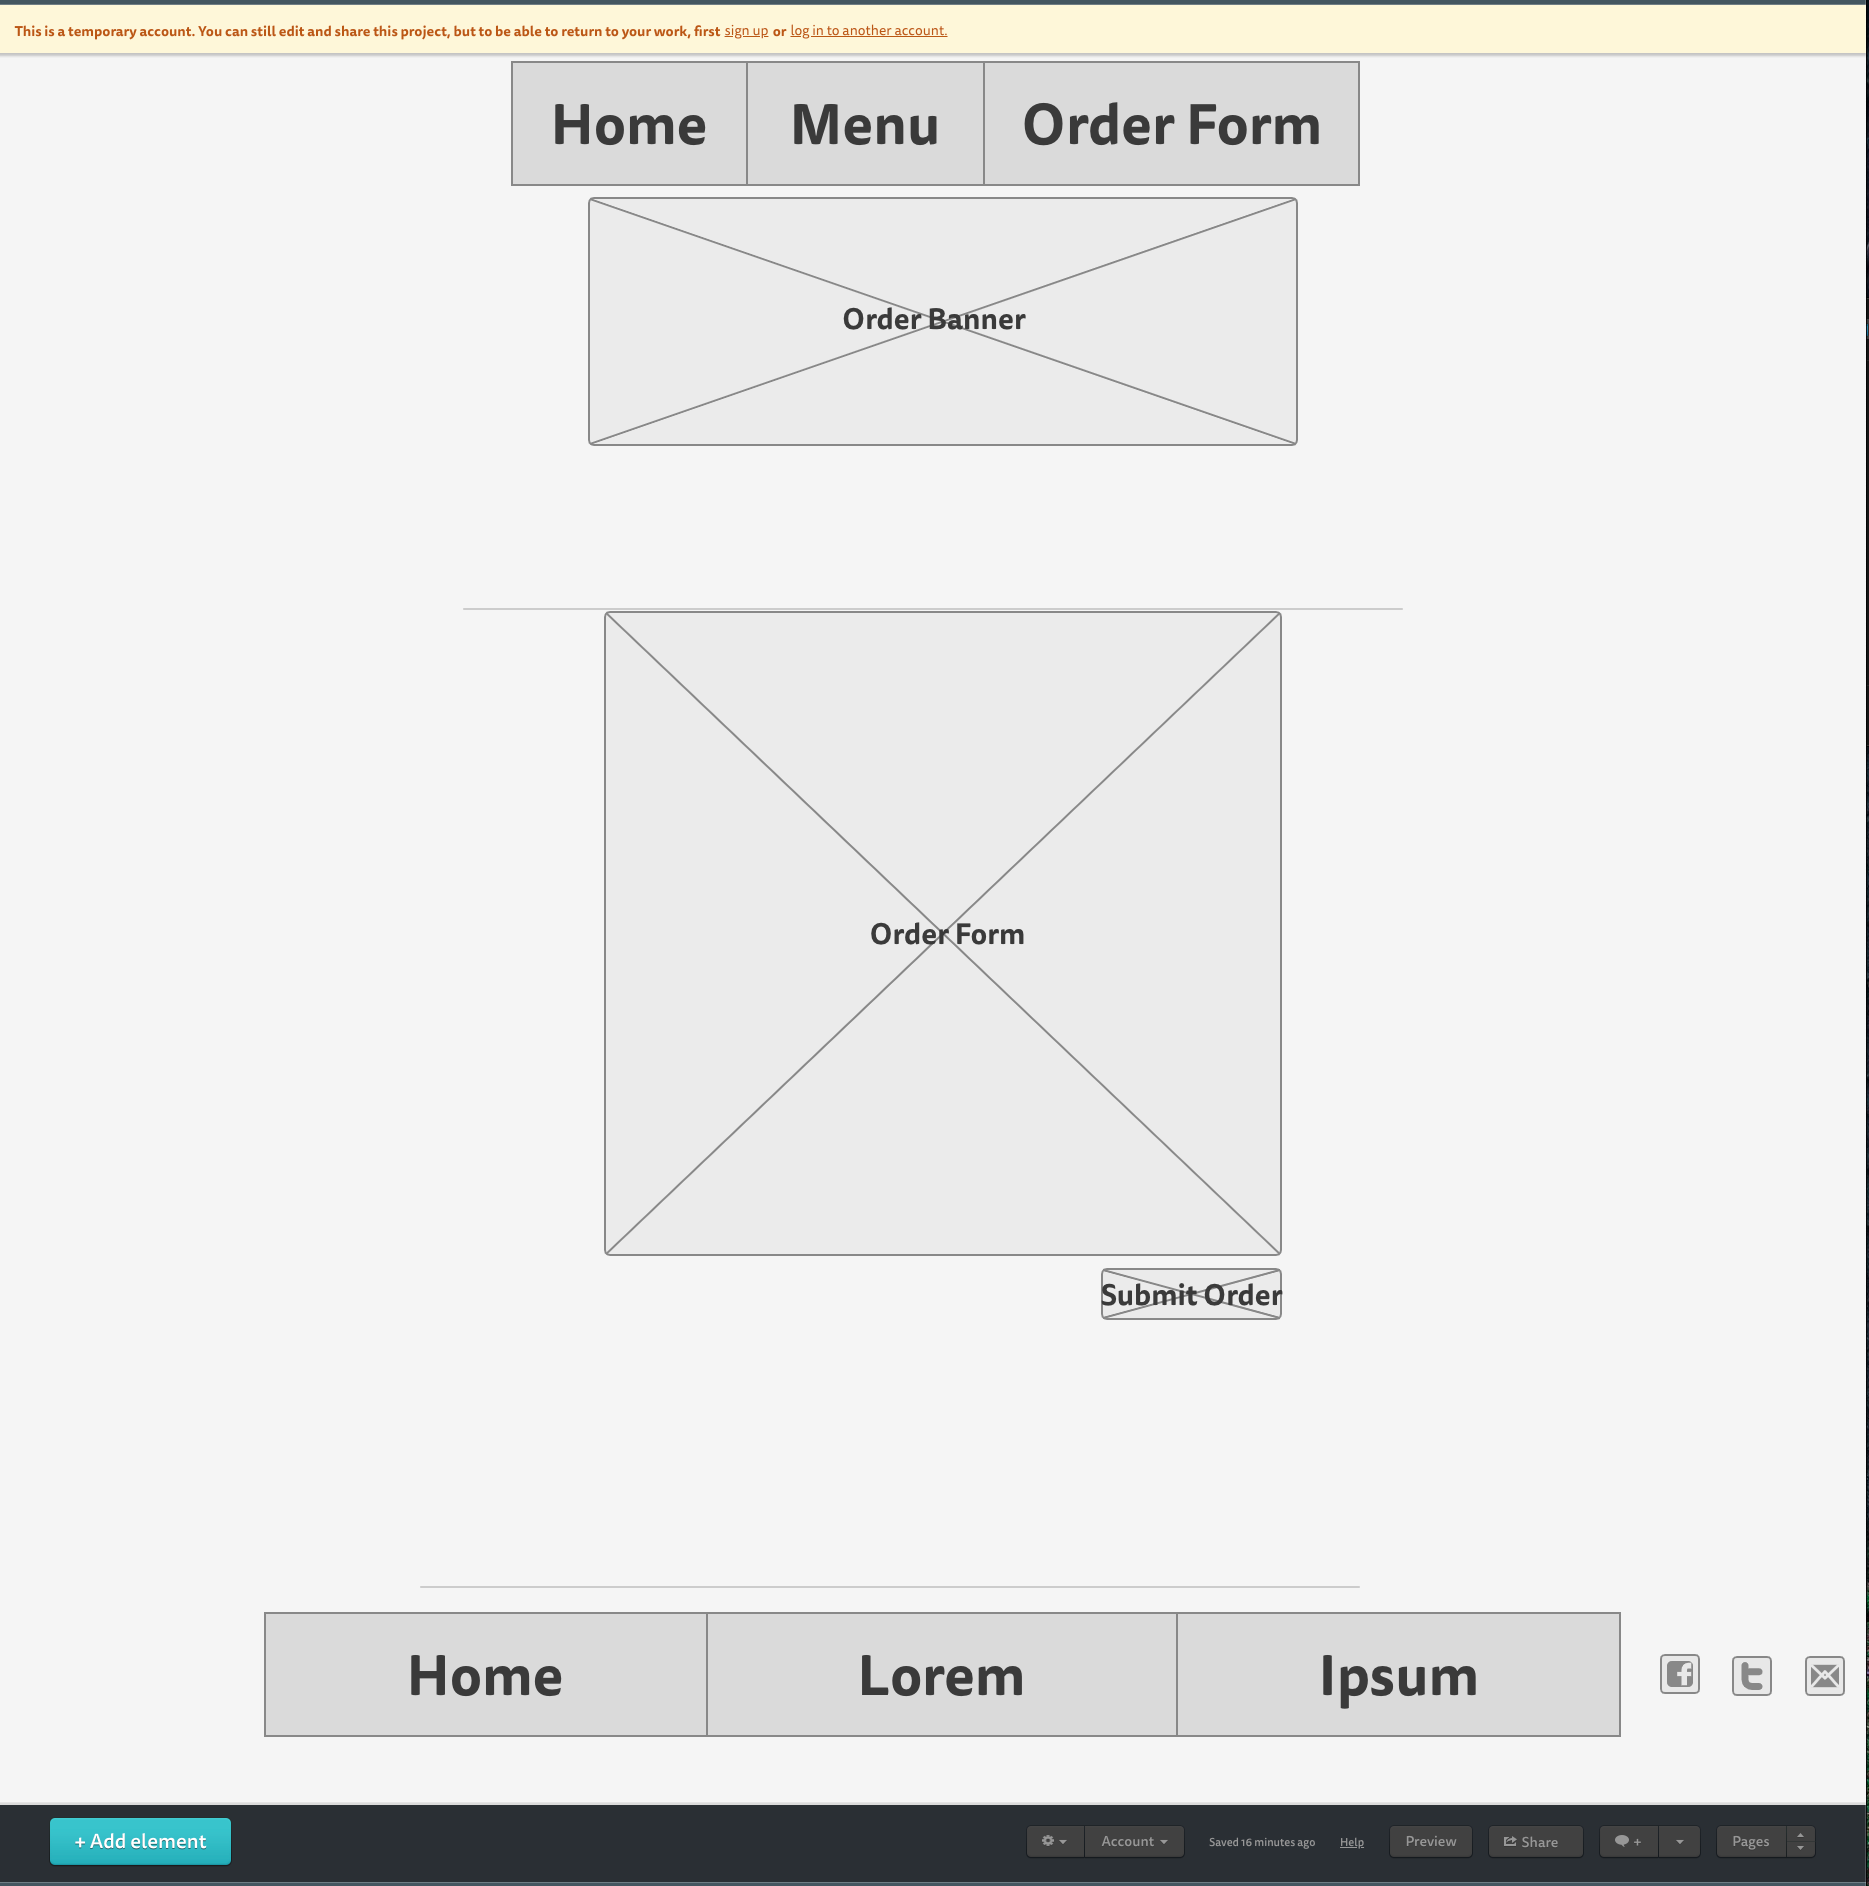 This is a temporary account. You can still edit and share this project, but to be able to return to your work, first sign up or log in to another account.
Home Menu Order Form
Order Banner
Order Form
Submit Order
Home Lorem Ipsum
+ Add element Account Saved 16 minutes ago Help Preview Share + Pages